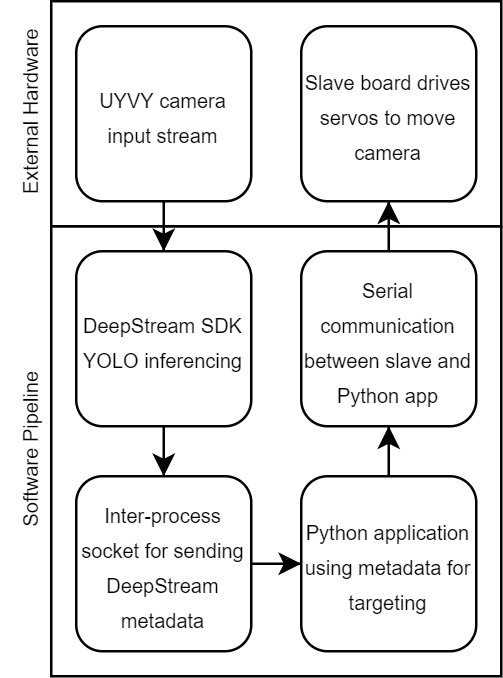 External Hardware
UYVY camera
input stream
Slave board drives
servos to move
camera
Software Pipeline
DeepStream SDK
YOLO inferencing
Serial
communication
between slave and
Python app
Inter-process
socket for sending
DeepStream
metadata
Python application
using metadata for
targeting